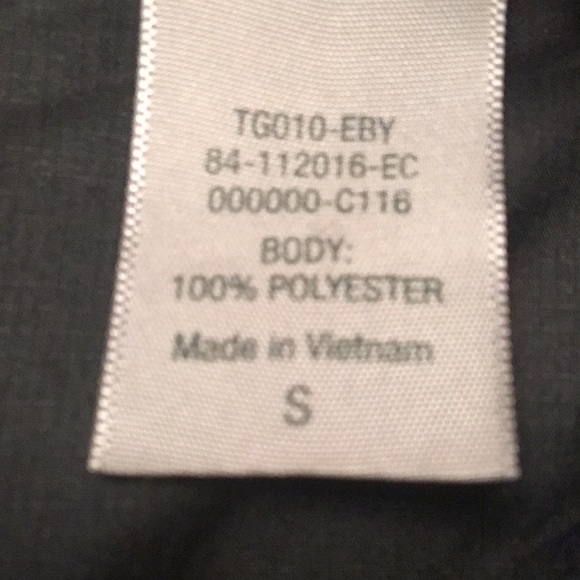 TG010-EBY
84-112016-EC
000000-C116
BODY:
100% POLYESTER
Made in Vietnam
S